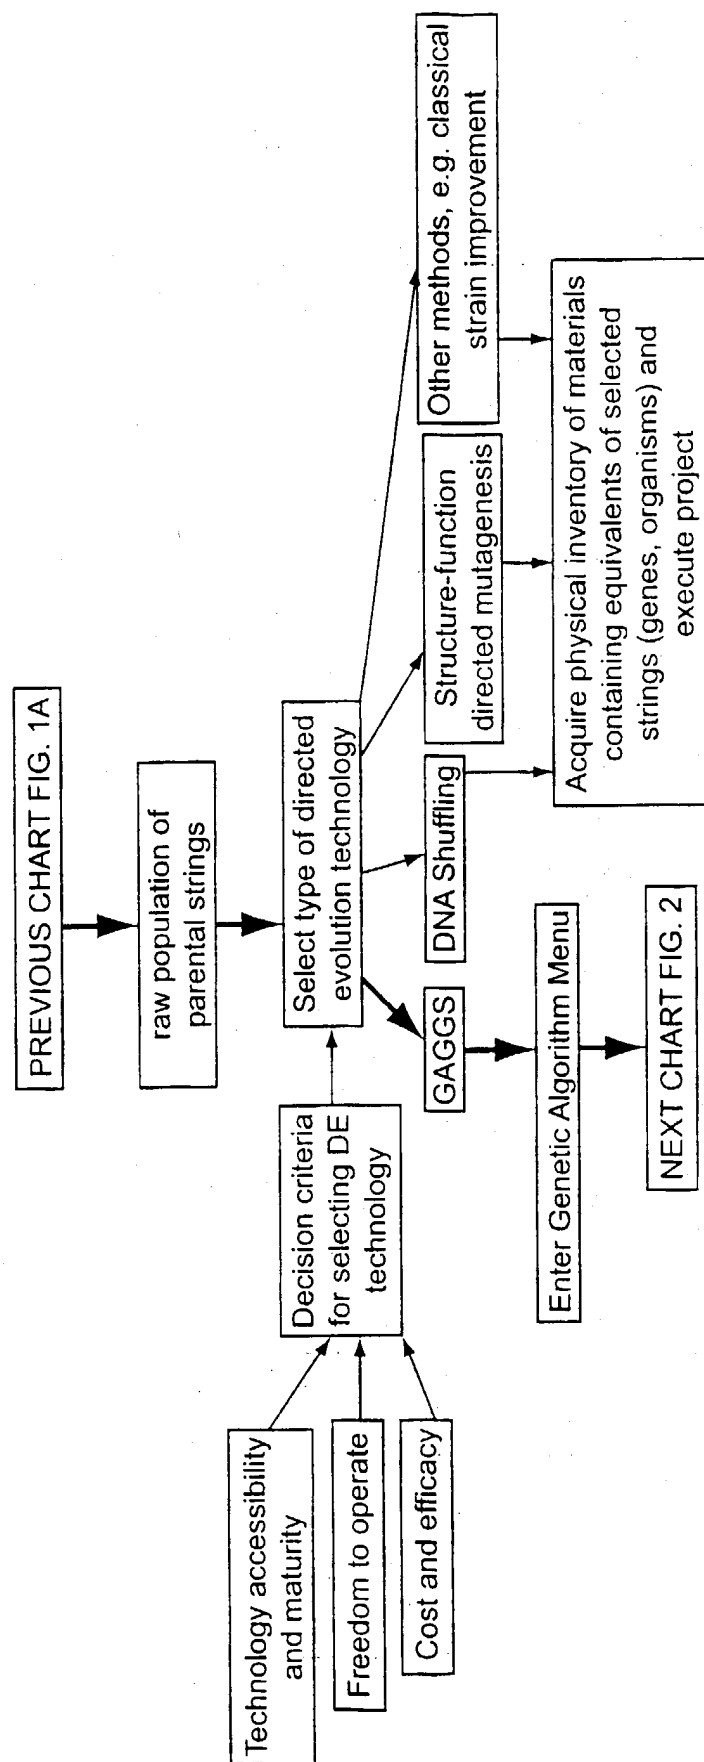 PREVIOUS CHART FIG. 1A
raw population of
parental strings
Technology accessibility
and maturity
Freedom to operate
Cost and efficacy
Decision criteria
for selecting DE
technology
Select type of directed
evolution technology
GAGGS
DNA Shuffling
Structure-function
directed mutagenesis
Other methods, e.g. classical
strain improvement
Enter Genetic Algorithm Menu
Acquire physical inventory of materials
containing equivalents of selected
strings (genes, organisms) and
execute project
NEXT CHART FIG. 2